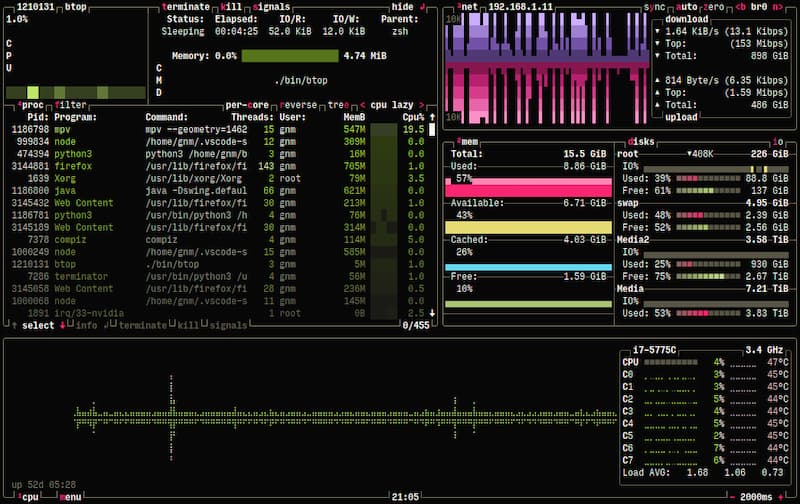 1210131 btop terminate kill signals hide ↲
1.0% Status: Elapsed: IO/R: IO/W: Parent:
Sleeping 00:04:25 52.0 KiB 12.0 KiB zsh
CPU
Memory: 0.0% 4.74 MiB
CMD
./bin/btop
⁴proc filter per-core reverse tree < cpu lazy >
Pid: Program: Command: Threads: User: MemB Cpu% ↑
1186798 mpv mpv --geometry=1462 15 gnm 547M 19.5
999834 node /home/gnm/.vscode-s 12 gnm 309M 0.0
474394 python3 python3 /home/gnm/b 3 gnm 76M 0.0
3144881 firefox /usr/lib/firefox/fi 143 gnm 705M 1.0
1639 Xorg /usr/lib/xorg/Xorg 2 root 79M 3.5
1186800 java java -Dswing.defaul 66 gnm 621M 0.0
3145432 Web Content /usr/lib/firefox/fi 30 gnm 213M 1.0
1186781 python3 /usr/bin/python3 /h 4 gnm 76M 0.0
3145189 Web Content /usr/lib/firefox/fi 30 gnm 314M 0.0
7378 compiz compiz 4 gnm 114M 5.0
1000249 node /home/gnm/.vscode-s 15 gnm 585M 0.0
1210131 btop ./bin/btop 3 gnm 5M 1.0
7286 terminator /usr/bin/python3 /u 4 gnm 56M 0.0
3145058 Web Content /usr/lib/firefox/fi 28 gnm 236M 0.5
1000068 node /home/gnm/.vscode-s 11 gnm 145M 0.0
1891 irq/33-nvidia 1 root 0B 2.5 ↓
↑ select ↓ info ↲ terminate kill signals 0/455
³net 192.168.1.11 sync auto zero <b br0 n>
10K
10K
download
▼ 1.64 KiB/s (13.1 Kibps)
▼ Top: (153 Mibps)
▼ Total: 898 GiB
▲ 814 Byte/s (6.35 Kibps)
▲ Top: (1.59 Mibps)
▲ Total: 486 GiB
upload
²mem
Total: 15.5 GiB
Used: 8.86 GiB
57%
Available: 6.71 GiB
43%
Cached: 4.03 GiB
26%
Free: 1.59 GiB
10%
disks io
root ▼408K 226 GiB
IO%
Used: 39% 88.8 GiB
Free: 61% 137 GiB
swap 4.95 GiB
Used: 48% 2.39 GiB
Free: 52% 2.56 GiB
Media2 3.58 TiB
IO%
Used: 25% 930 GiB
Free: 75% 2.67 TiB
Media 7.21 TiB
IO%
Used: 53% 3.83 TiB
i7-5775C 3.4 GHz
CPU 4% 47°C
C0 3% 45°C
C1 3% 45°C
C2 5% 44°C
C3 4% 44°C
C4 5% 45°C
C5 2% 44°C
C6 7% 44°C
C7 6% 44°C
Load AVG: 1.68 1.06 0.73
up 52d 05:28
¹cpu menu 21:05 - 2000ms +